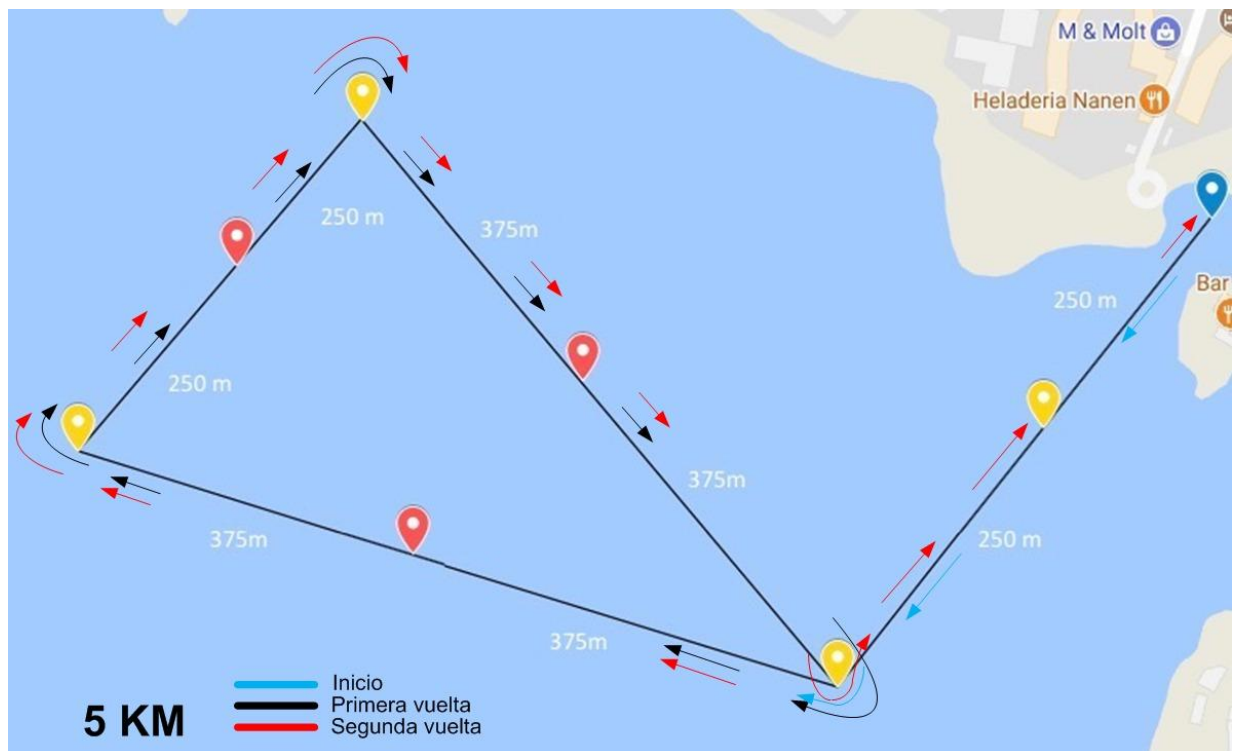 M & Molt
Heladeria Nanen
250 m
375m
250 m
Bar
250 m
375m
375m
250 m
375m
Inicio
Primera vuelta
Segunda vuelta
5 KM